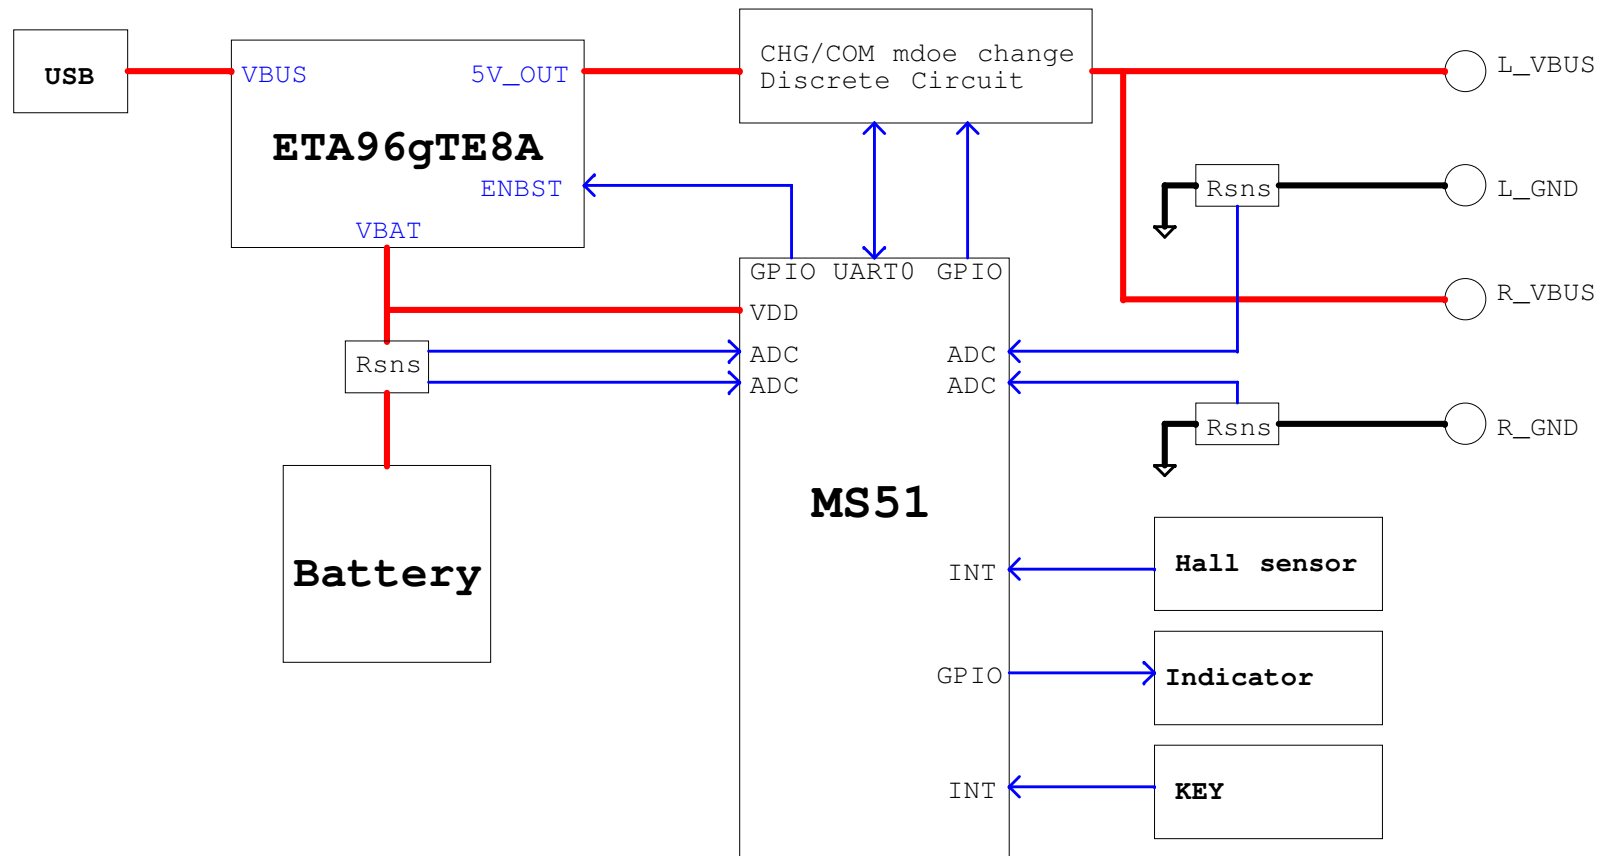 USB
VBUS
5V_OUT
ETA96gTE8A
ENBST
VBAT
CHG/COM mdoe change
Discrete Circuit
L_VBUS
Rsns
L_GND
R_VBUS
Rsns
R_GND
GPIO UART0 GPIO
VDD
ADC
ADC
ADC
ADC
Rsns
Battery
MS51
INT
Hall sensor
GPIO
Indicator
INT
KEY